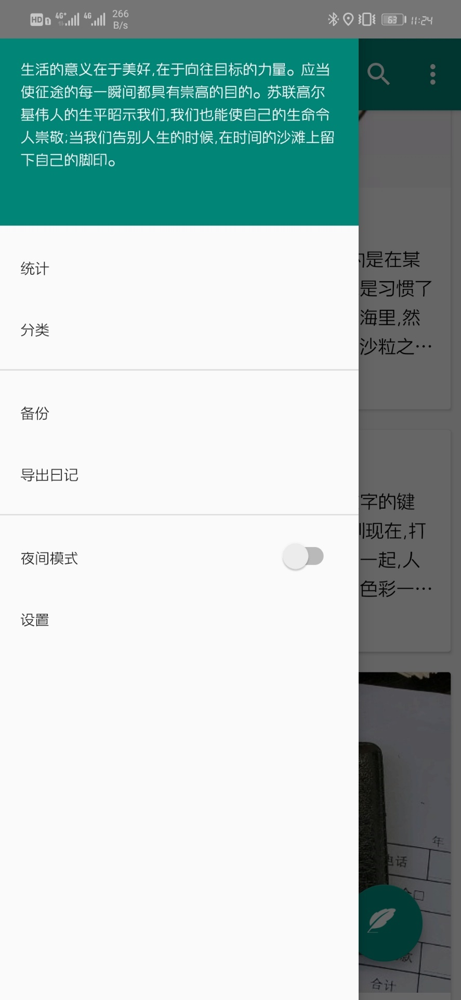 HD 1 4G+ 4G 266 B/s 63 11:24
生活的意义在于美好,在于向往目标的力量。应当
使征途的每一瞬间都具有崇高的目的。苏联高尔
基伟人的生平昭示我们,我们也能使自己的生命令
人崇敬;当我们告别人生的时候,在时间的沙滩上留
下自己的脚印。
统计
分类
备份
导出日记
夜间模式
设置
是在某
是习惯了
海里,然
沙粒之…
字的键
现在,打
一起,人
色彩一…
年
电话
款
合计